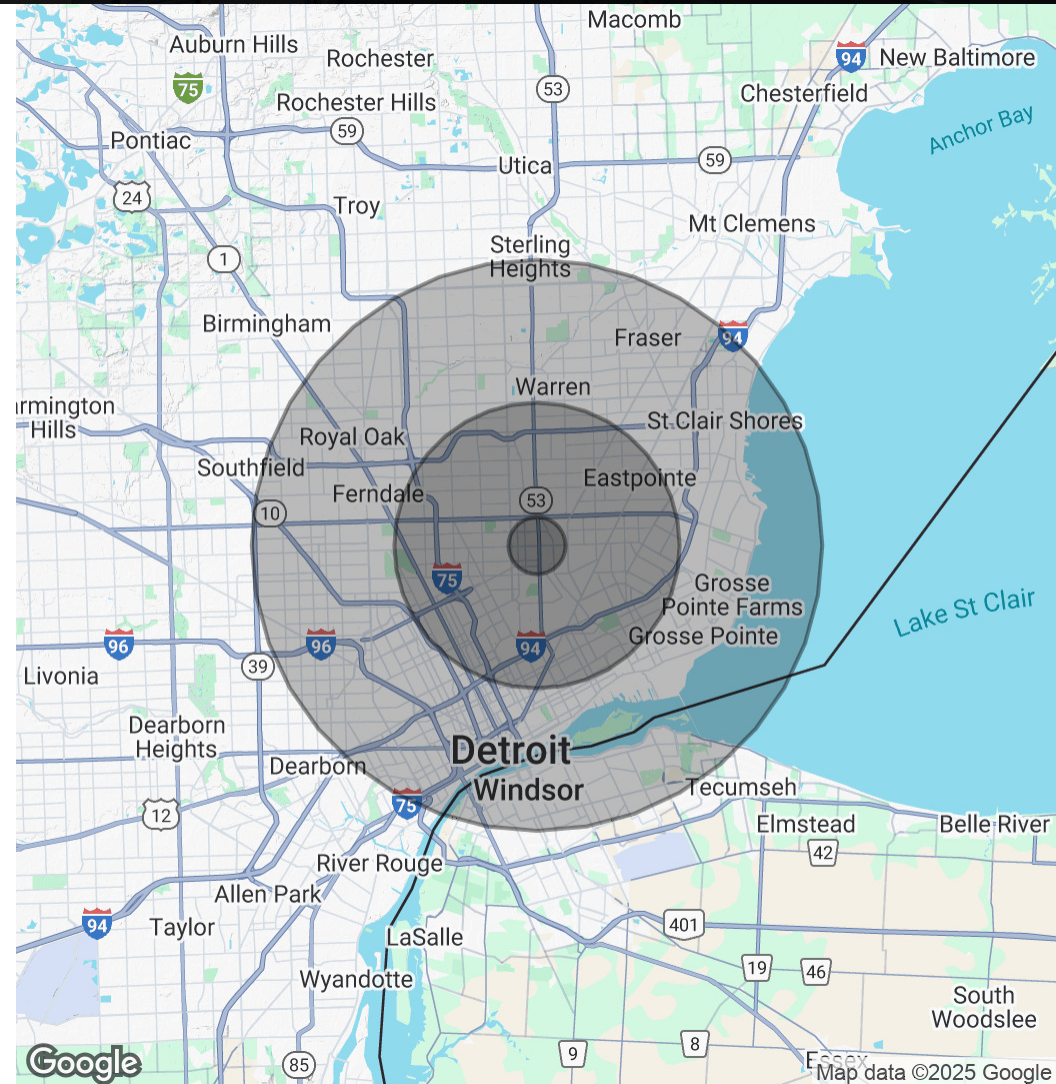 Macomb
Auburn Hills
Rochester
94
New Baltimore
75
53
Chesterfield
Rochester Hills
Anchor Bay
59
Pontiac
Utica
59
24
Troy
Mt Clemens
Sterling
Heights
1
Birmingham
Fraser
94
Warren
rmington
Hills
St Clair Shores
Royal Oak
Southfield
Eastpointe
Ferndale
53
10
75
Grosse
Pointe Farms
Lake St Clair
Grosse Pointe
96
96
94
39
Livonia
Dearborn
Heights
Detroit
Dearborn
Windsor
Tecumseh
75
12
Elmstead
Belle River
42
River Rouge
Allen Park
94
Taylor
401
LaSalle
19
46
Wyandotte
South
Woodslee
9
8
85
Essex
Google
Map data ©2025 Google